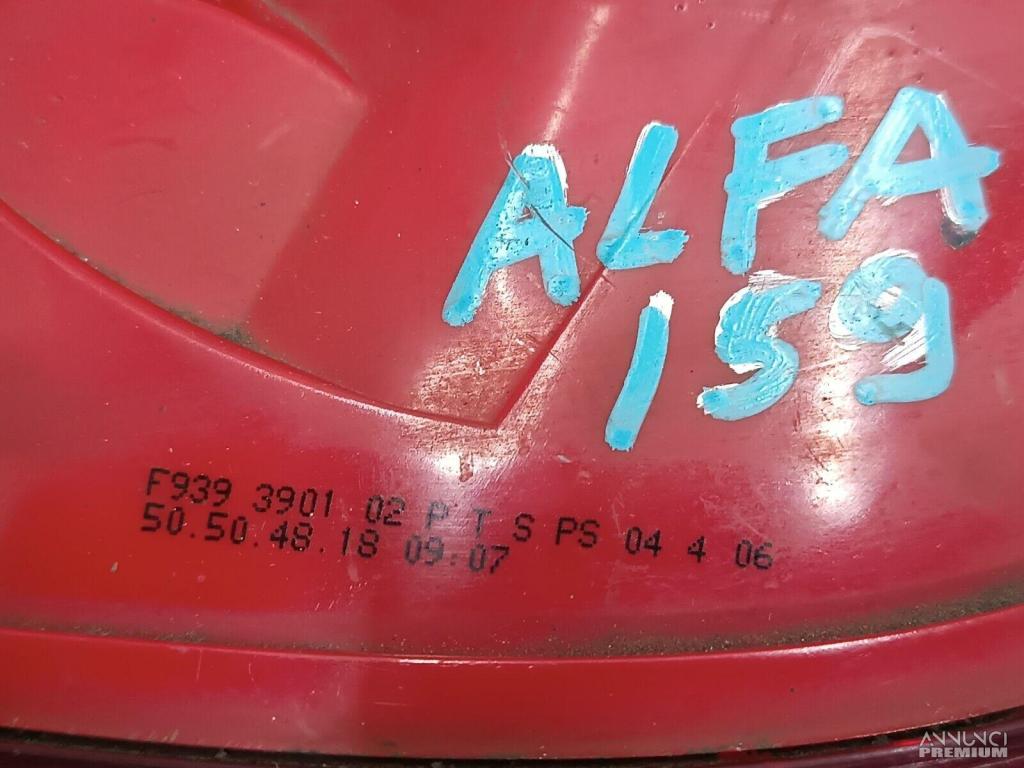 ALFA
159
F939 3901 02 P T S PS 04 4 06
50.50.48.18 09:07
ANNUNCI
PREMIUM